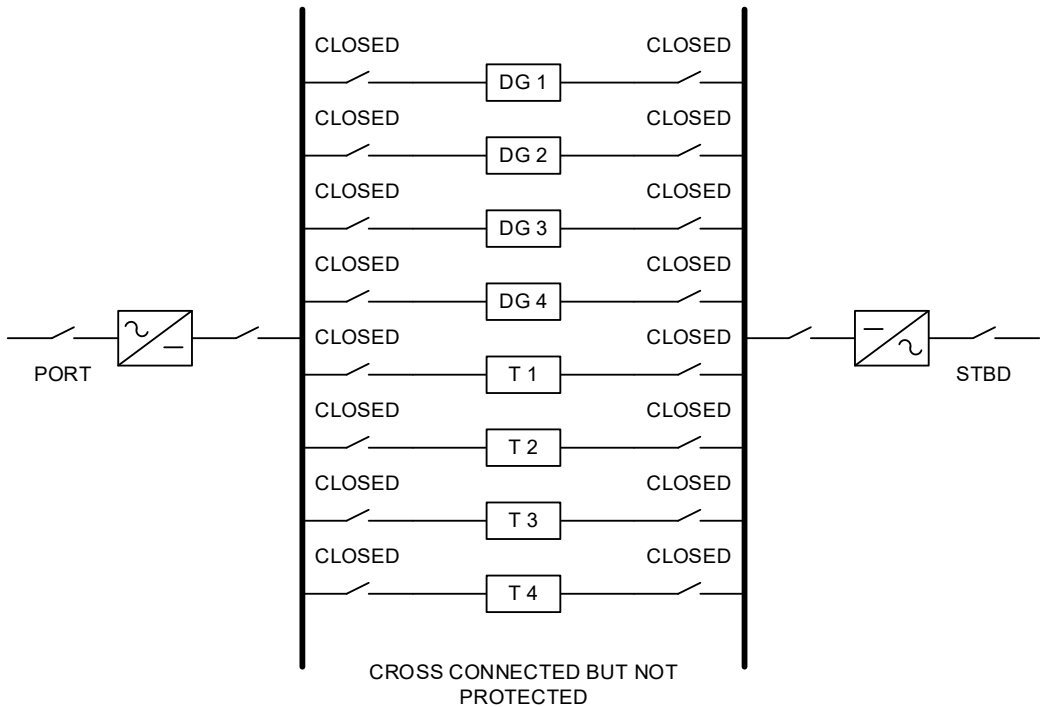 CLOSED CLOSED
DG 1
CLOSED CLOSED
DG 2
CLOSED CLOSED
DG 3
CLOSED CLOSED
DG 4
CLOSED CLOSED
PORT T 1 STBD
CLOSED CLOSED
T 2
CLOSED CLOSED
T 3
CLOSED CLOSED
T 4
CROSS CONNECTED BUT NOT
PROTECTED